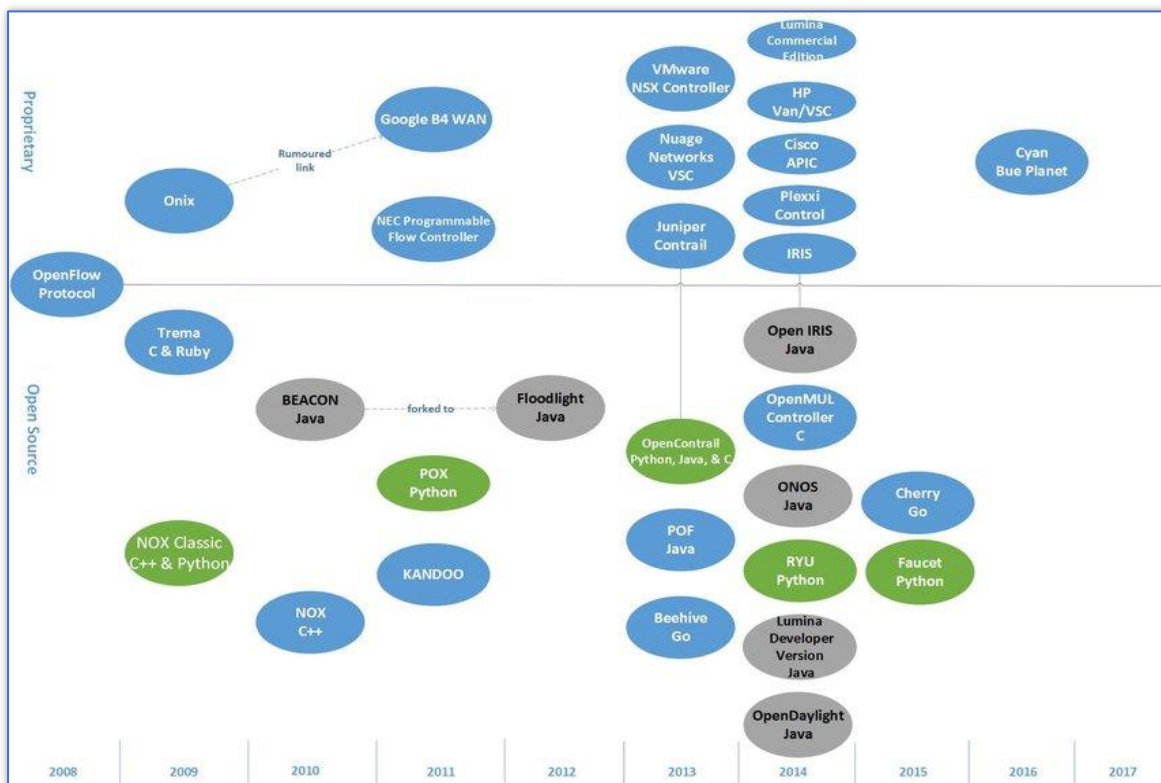 Proprietary
Open Source
OpenFlow
Protocol
Onix
Rumoured
link
Google B4 WAN
NEC Programmable
Flow Controller
VMware
NSX Controller
Nuage
Networks
VSC
Juniper
Contrail
Lumina
Commercial
Edition
HP
Van/VSC
Cisco
APIC
Plexxi
Control
IRIS
Cyan
Bue Planet
Trema
C & Ruby
NOX Classic
C++ & Python
BEACON
Java
forked to
Floodlight
Java
NOX
C++
POX
Python
KANDOO
OpenContrail
Python, Java, & C
POF
Java
Beehive
Go
Open IRIS
Java
OpenMUL
Controller
C
ONOS
Java
RYU
Python
Lumina
Developer
Version
Java
OpenDaylight
Java
Cherry
Go
Faucet
Python
2008
2009
2010
2011
2012
2013
2014
2015
2016
2017